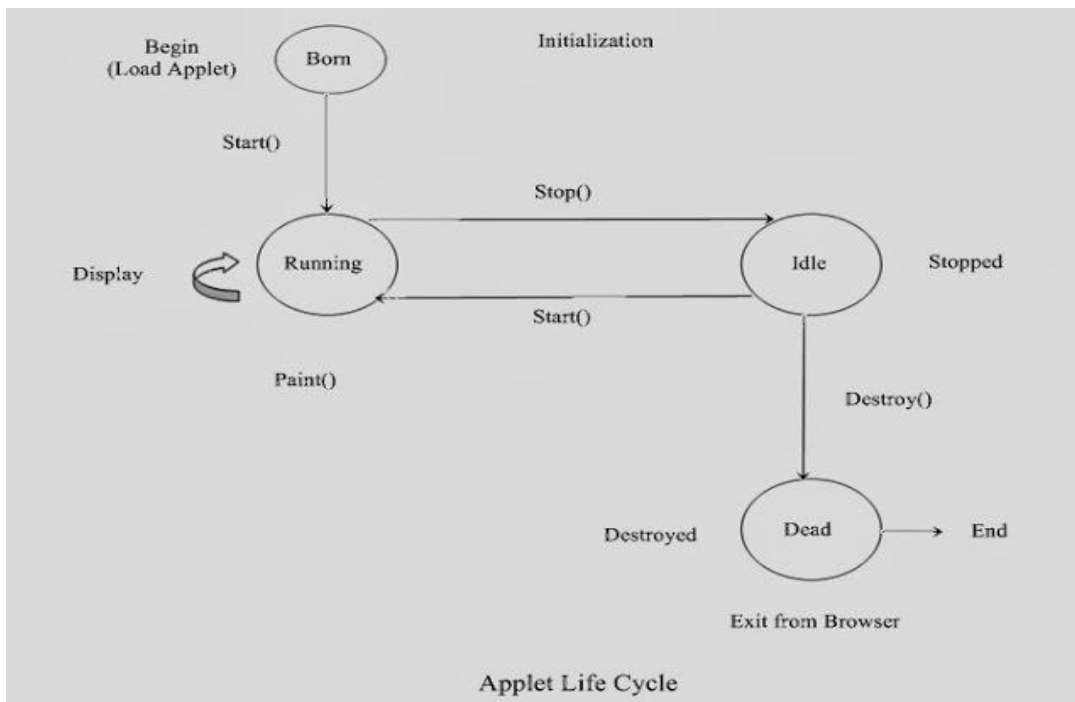 Begin
(Load Applet)
Born
Initialization
Start()
Stop()
Display
Running
Idle
Stopped
Start()
Paint()
Destroy()
Destroyed
Dead
End
Exit from Browser
Applet Life Cycle